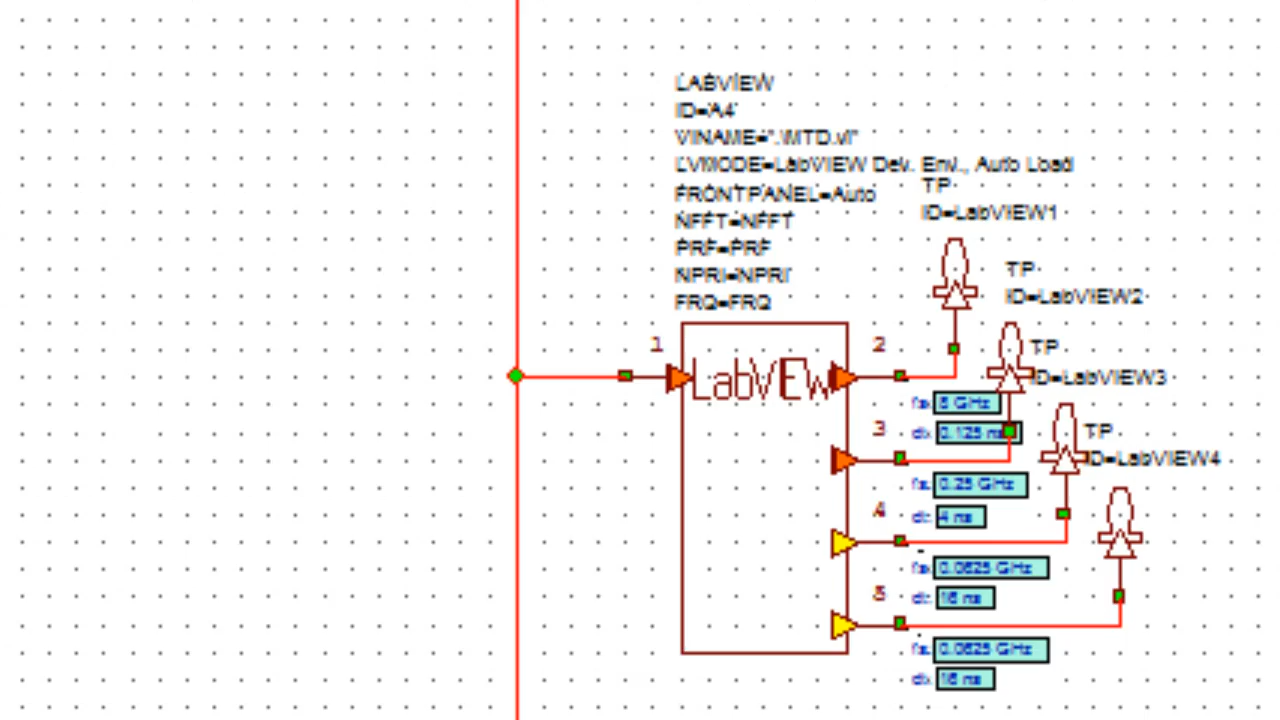 LABVIEW
ID=A4
VINAME=".\MTD.vi"
LVMODE=LabVIEW Dev. Env., Auto Load
FRONTPANEL=Auto
NFFT=NFFT
PRF=PRF
NPRI=NPRI
FRQ=FRQ
TP
ID=LabVIEW1
TP
ID=LabVIEW2
TP
ID=LabVIEW3
TP
ID=LabVIEW4
1
LabVIEW
2
fs: 8 GHz
dt: 0.125 ns
3
fs: 0.25 GHz
dt: 4 ns
4
fs: 0.0625 GHz
dt: 16 ns
5
fs: 0.0625 GHz
dt: 16 ns